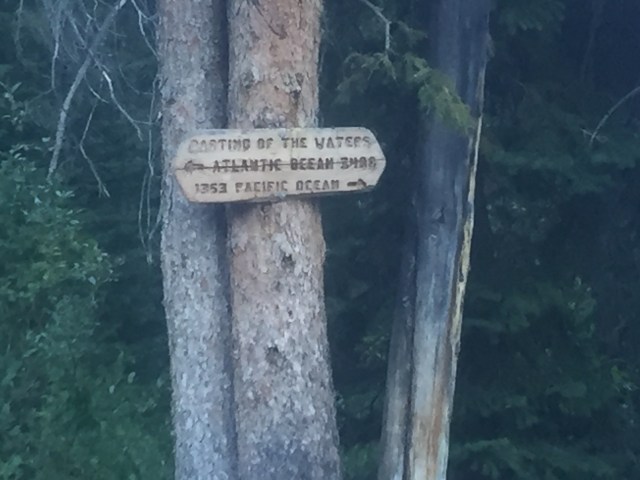 PARTING OF THE WATERS
← ATLANTIC OCEAN 3488
1353 PACIFIC OCEAN →